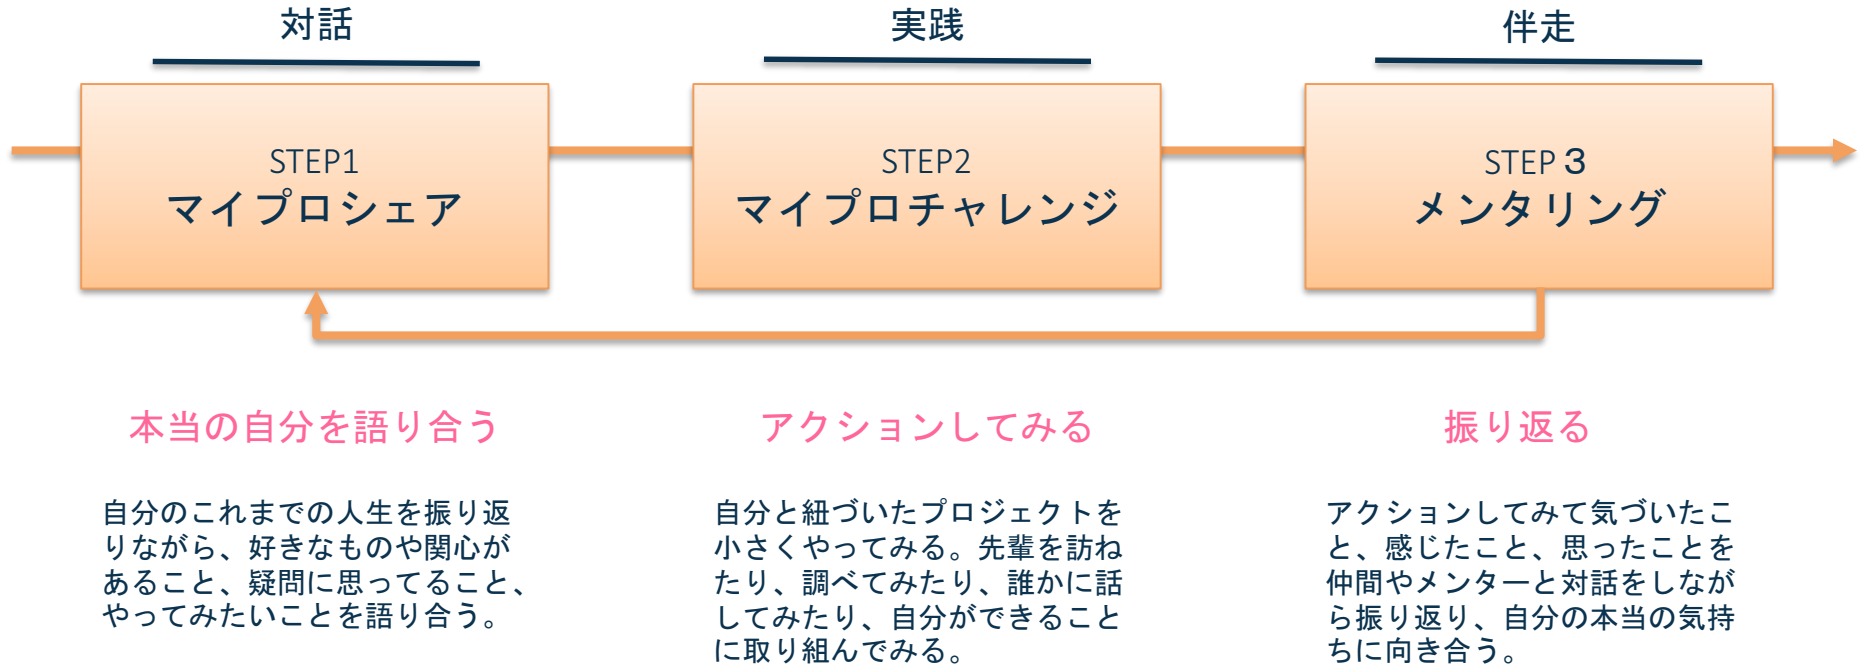 対話
実践
伴走
STEP1
マイプロシェア
STEP2
マイプロチャレンジ
STEP３
メンタリング
本当の自分を語り合う
アクションしてみる
振り返る
自分のこれまでの人生を振り返
りながら、好きなものや関心が
あること、疑問に思ってること、
やってみたいことを語り合う。
自分と紐づいたプロジェクトを
小さくやってみる。先輩を訪ね
たり、調べてみたり、誰かに話
してみたり、自分ができること
に取り組んでみる。
アクションしてみて気づいたこ
と、感じたこと、思ったことを
仲間やメンターと対話をしなが
ら振り返り、自分の本当の気持
ちに向き合う。